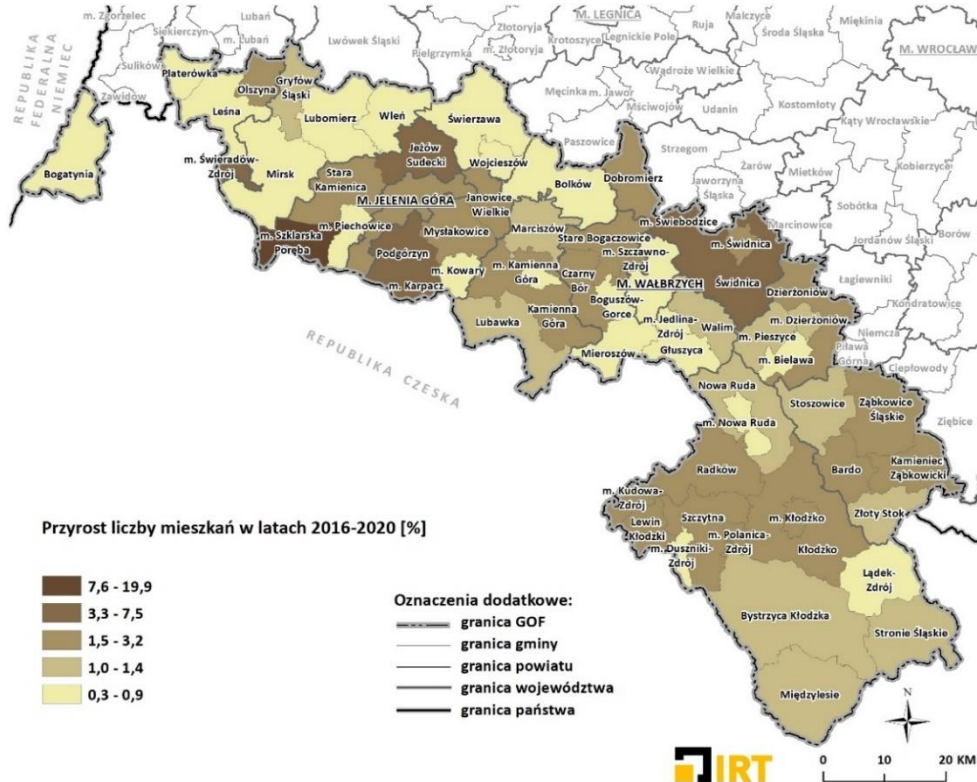 m. Zgorzelec
Lubań
Siekierczyn
m. Lubań
Lwówek Śląski
Złotoryja
m. Złotoryja
Pielgrzymka
M. LEGNICA
Krotoszyce
Legnickie Pole
Ruja
Malczyce
Środa Śląska
Miękinia
M. WROCŁAW
REPUBLIKA
FEDERALNA
NIEMIEC
Sulików
Zawidów
Męcinka
m. Jawor
Wądroże Wielkie
Mściwojów
Udanin
Kostomłoty
Kąty Wrocławskie
Paszowice
Strzegom
Żarów
Mietków
Kobierzyce
Jaworzyna
Śląska
Sobótka
Marcinowice
Jordanów Śląski
Borów
Łagiewniki
Kondratowice
Niemcza
Piława
Górna
Ciepłowody
Ziębice
Platerówka
Olszyna
Gryfów
Śląski
Leśna
Lubomierz
Wleń
Świerzawa
Bogatynia
m. Świeradów-
Zdrój
Mirsk
Stara
Kamienica
Jeżów
Sudecki
Wojcieszów
Bolków
Dobromierz
M. JELENIA GÓRA
Janowice
Wielkie
Marciszów
m. Świebodzice
m. Szklarska
Poręba
m. Piechowice
Mysłakowice
Podgórzyn
m. Karpacz
m. Kowary
m. Kamienna
Góra
Stare Bogaczowice
Czarny
Bór
m. Szczawno-
Zdrój
M. WAŁBRZYCH
m. Świdnica
Świdnica
Dzierżoniów
Kamienna
Góra
Lubawka
Boguszów-
Gorce
Mieroszów
m. Jedlina-
Zdrój
Głuszyca
Walim
m. Dzierżoniów
m. Pieszyce
m. Bielawa
REPUBLIKA CZESKA
Nowa Ruda
m. Nowa Ruda
Stoszowice
Ząbkowice
Śląskie
Radków
Bardo
Kamieniec
Ząbkowicki
m. Kudowa-
Zdrój
Lewin
Kłodzki
Szczytna
m. Duszniki-
Zdrój
m. Polanica-
Zdrój
m. Kłodzko
Kłodzko
Złoty Stok
Lądek-
Zdrój
Bystrzyca Kłodzka
Stronie Śląskie
Międzylesie
Przyrost liczby mieszkań w latach 2016-2020 [%]
7,6 - 19,9
3,3 - 7,5
1,5 - 3,2
1,0 - 1,4
0,3 - 0,9
Oznaczenia dodatkowe:
granica GOF
granica gminy
granica powiatu
granica województwa
granica państwa
N
IRT
0 10 20 KM